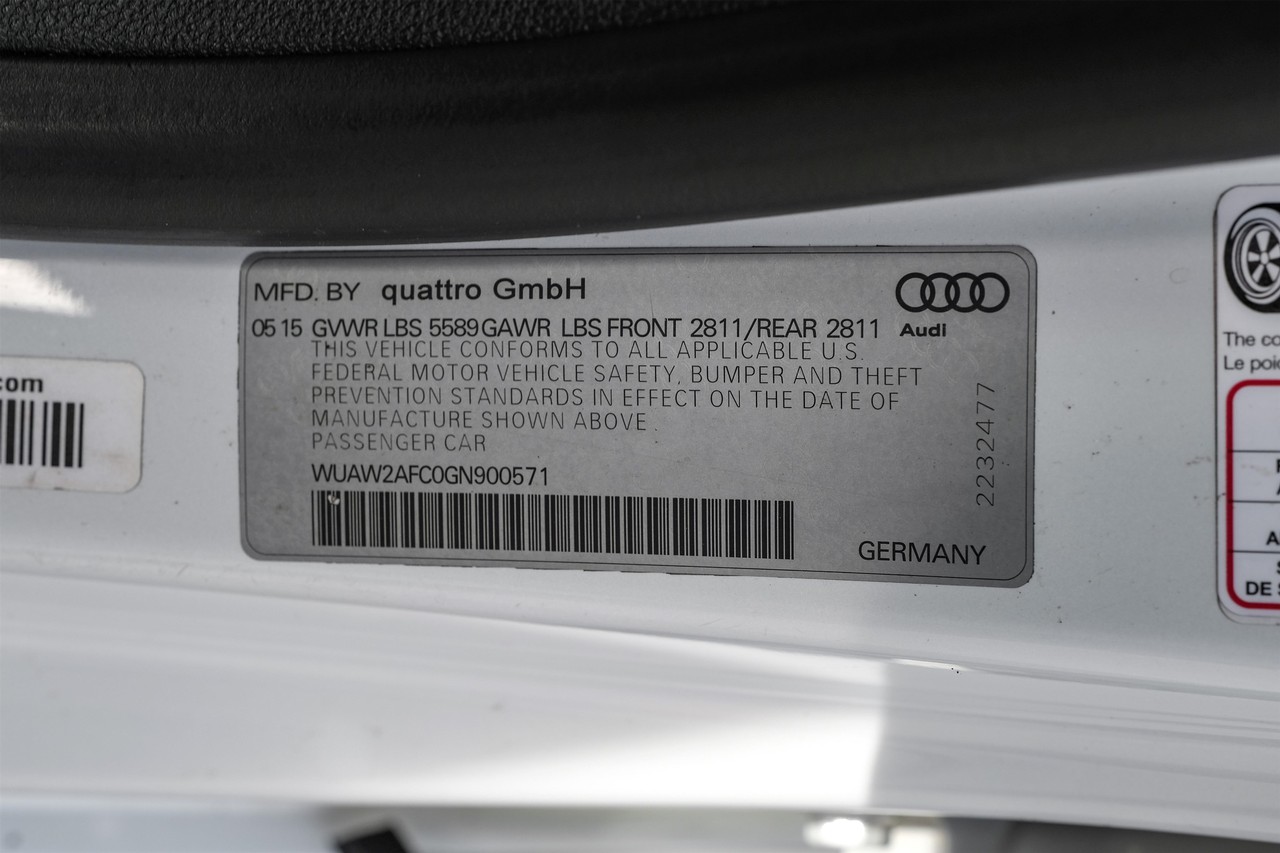 MFD. BY quattro GmbH
Audi
05 15 GVWR LBS 5589 GAWR LBS FRONT 2811/REAR 2811
THIS VEHICLE CONFORMS TO ALL APPLICABLE U.S.
FEDERAL MOTOR VEHICLE SAFETY, BUMPER AND THEFT
PREVENTION STANDARDS IN EFFECT ON THE DATE OF
MANUFACTURE SHOWN ABOVE.
PASSENGER CAR
WUAW2AFC0GN900571
GERMANY
2232477
com
The
Le
DE